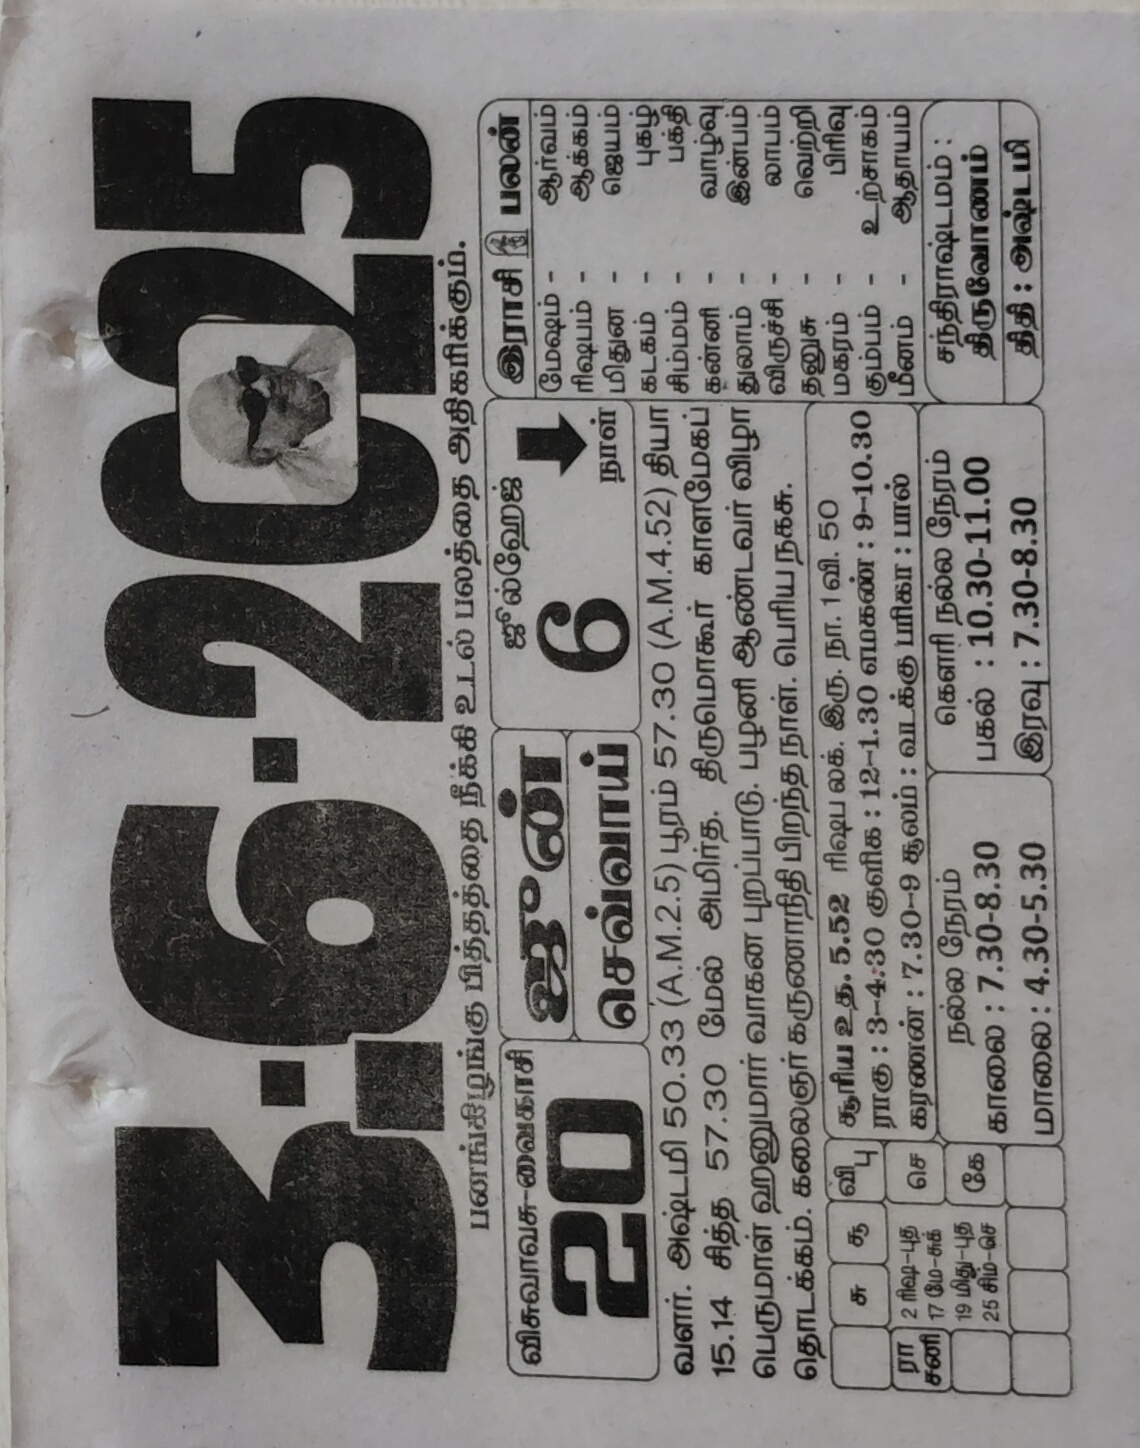 3.6.2025
பனங்கிழங்கு பித்தத்தை நீக்கி உடல் பலத்தை அதிகரிக்கும்.
விசுவாவசு-வைகாசி
20
ஜூன்
செவ்வாய்
ஜுல்ஹேஜ்
6
நாள்
வளர். அஷ்டமி 50.33 (A.M.2.5) பூரம் 57.30 (A.M.4.52) தியா
15.14 சித்த 57.30 மேல் அமிர்த. திருமொகூர் காளமேகப்
பெருமாள் ஹனுமார் வாகன புறப்பாடு. பழனி ஆண்டவர் விழா
தொடக்கம். கலைஞர் கருணாநிதி பிறந்த நாள். பெரிய நகசு.
இராசி பலன்
மேஷம் - ஆர்வம்
ரிஷபம் - ஆக்கம்
மிதுன - ஜெயம்
கடகம் - புகழ்
சிம்மம் - பக்தி
கன்னி - வாழ்வு
துலாம் - இன்பம்
விருச்சி - லாபம்
தனுசு - வெற்றி
மகரம் - பிரிவு
கும்பம் - உற்சாகம்
மீனம் - ஆதாயம்
சந்திராஷ்டமம் :
திருவோணம்
திதி : அஷ்டமி
சு சூ வி பு
ரா சனி
2 ரிஷ-புத
17 மே-சுக்
19 மிது-புத
25 சிம்-செ
செ
கே
சூரிய உத. 5.52 ரிஷப லக். இரு. நா. 1 வி. 50
ராகு : 3-4.30 குளிக : 12-1.30 எமகண் : 9-10.30
கரணன் : 7.30-9 சூலம் : வடக்கு பரிகா : பால்
நல்ல நேரம்
காலை : 7.30-8.30
மாலை : 4.30-5.30
கௌரி நல்ல நேரம்
பகல் : 10.30-11.00
இரவு : 7.30-8.30